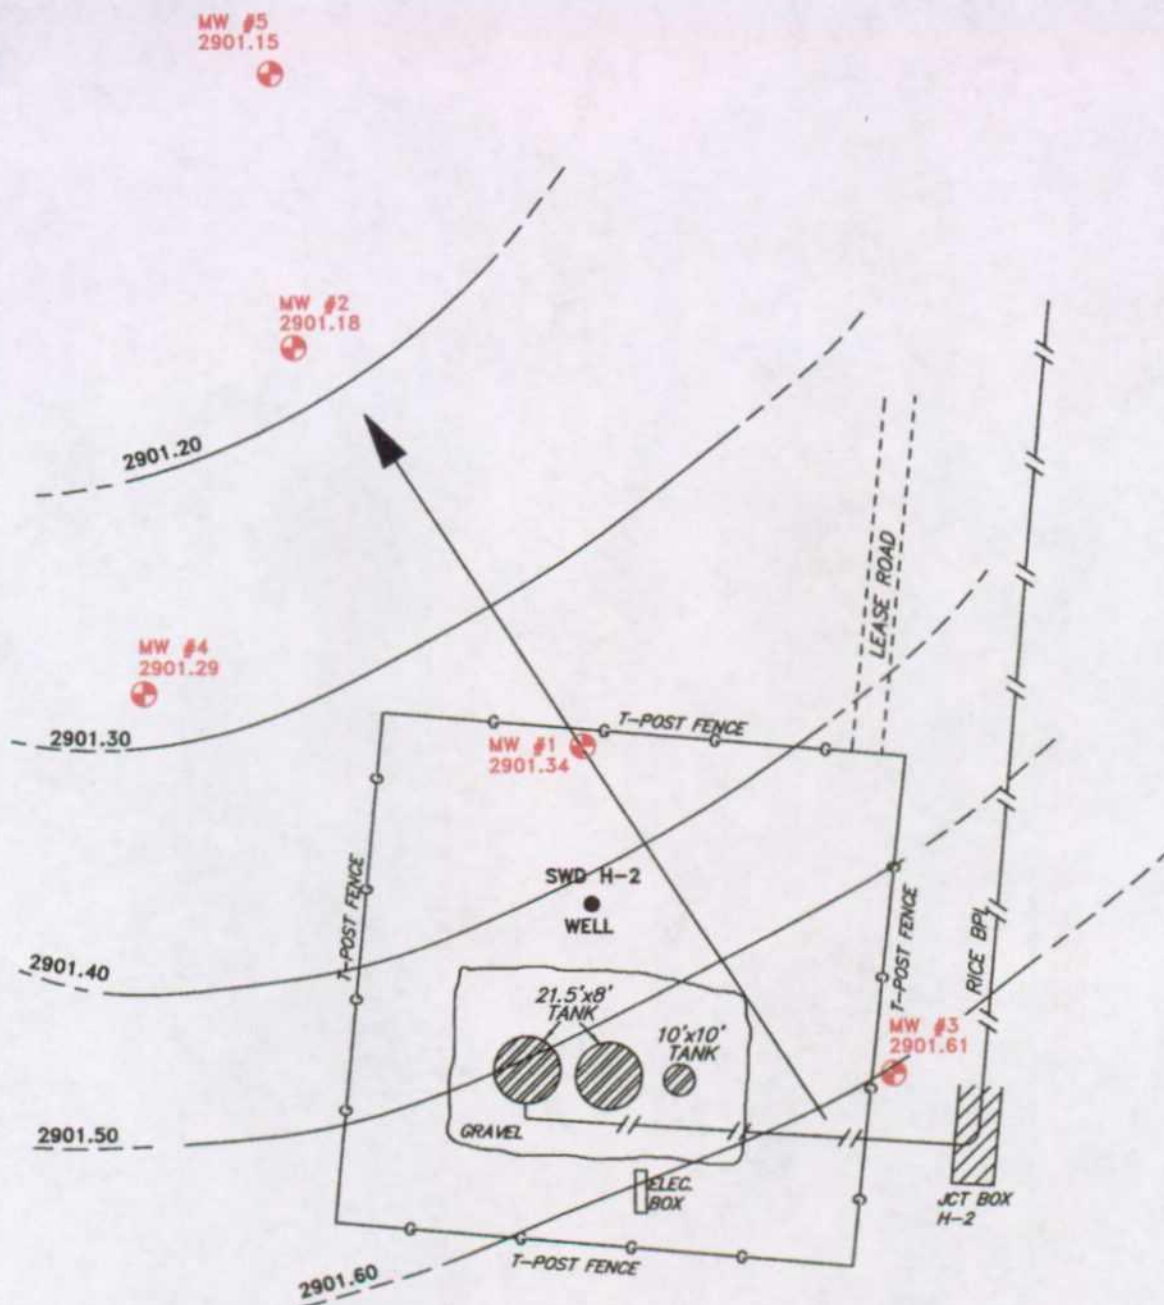 MW #5
2901.15
MW #2
2901.18
2901.20
LEASE ROAD
MW #4
2901.29
2901.30
T-POST FENCE
MW #1
2901.34
SWD H-2
WELL
T-POST FENCE
T-POST FENCE
RICE BPL
2901.40
21.5'x8'
TANK
10'x10'
TANK
MW #3
2901.61
2901.50
GRAVEL
ELEC.
BOX
JCT BOX
H-2
T-POST FENCE
2901.60